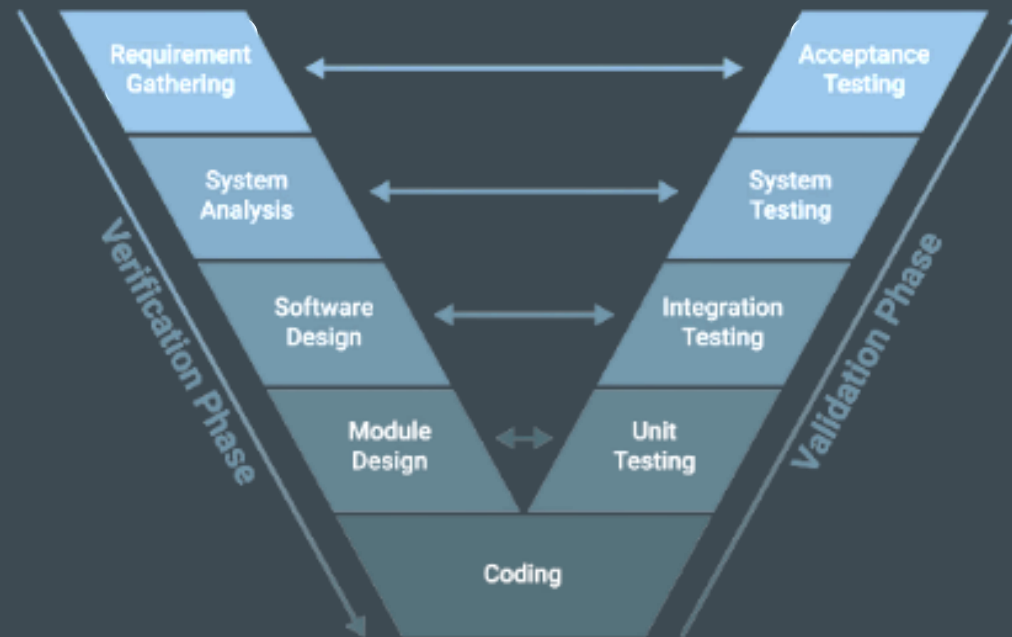 Requirement
Gathering
Acceptance
Testing
System
Analysis
System
Testing
Software
Design
Integration
Testing
Module
Design
Unit
Testing
Coding
Verification Phase
Validation Phase